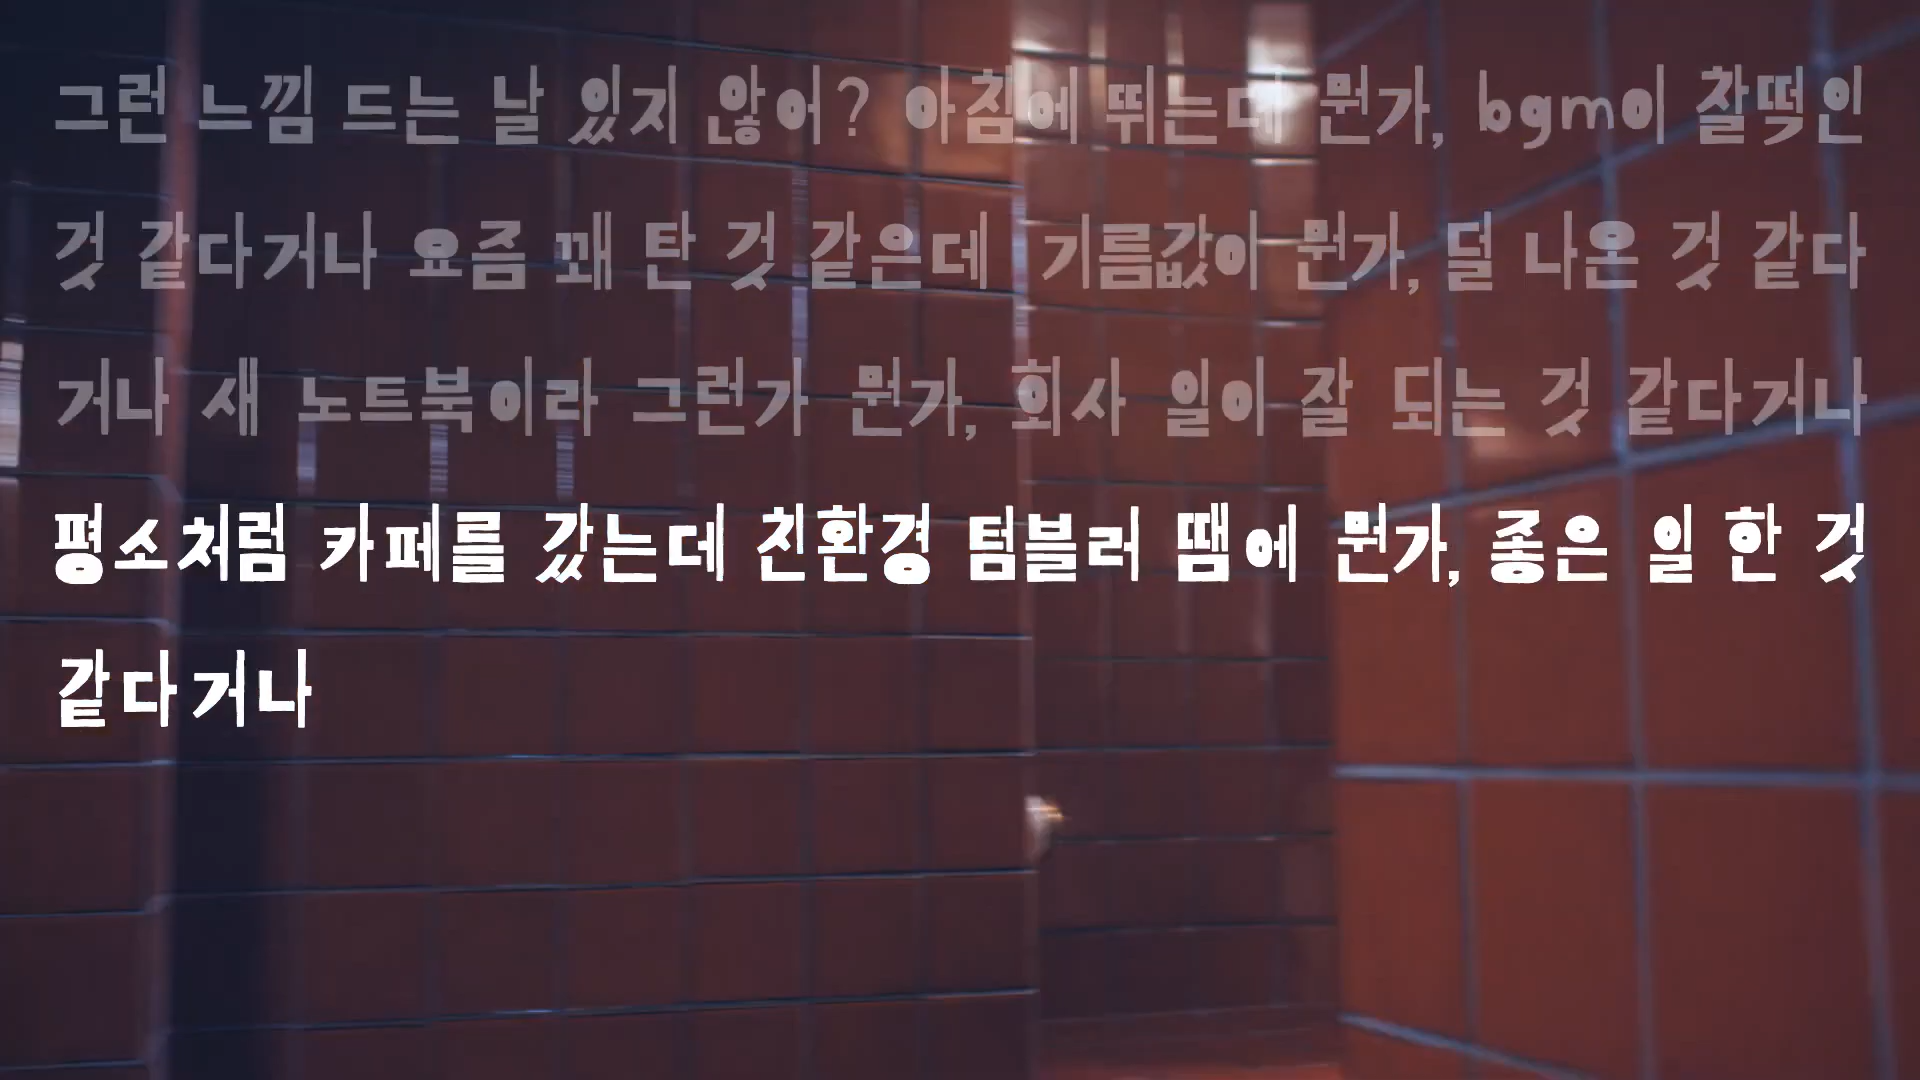 그런 느낌 드는 날 있지 않어? 아침에 뛰는데 뭔가, bgm이 찰떡인
것 같다거나 요즘 꽤 탄 것 같은데 기름값이 뭔가, 덜 나온 것 같다
거나 새 노트북이라 그런가 뭔가, 회사 일이 잘 되는 것 같다거나
평소처럼 카페를 갔는데 친환경 텀블러 땜에 뭔가, 좋은 일 한 것
같다거나